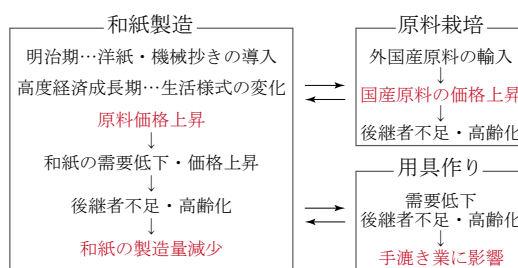 和紙製造
明治期…洋紙・機械抄きの導入
高度経済成長期…生活様式の変化
原料価格上昇
↓
和紙の需要低下・価格上昇
↓
後継者不足・高齢化
↓
和紙の製造量減少
原料栽培
外国産原料の輸入
↓
国産原料の価格上昇
↓
後継者不足・高齢化
用具作り
需要低下
後継者不足・高齢化
↓
手漉き業に影響